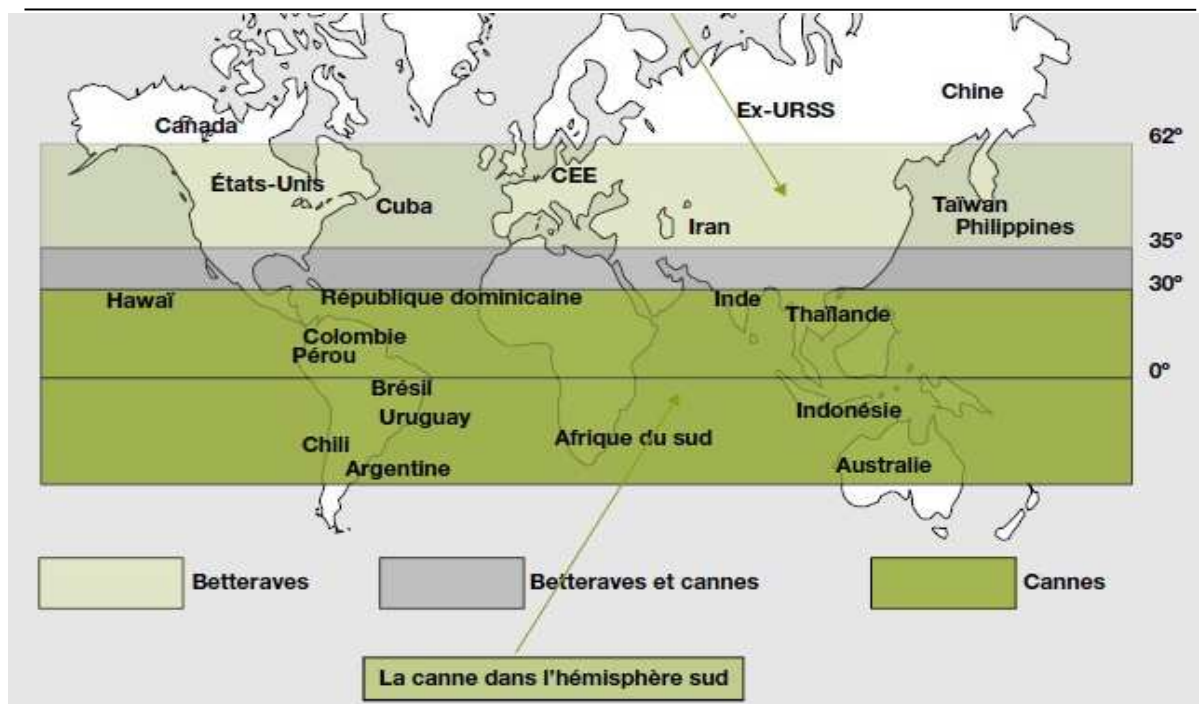 Chine
Ex-URSS
Canada
62°
CEE
États-Unis
Cuba
Taïwan
Iran
Philippines
35°
30°
Hawaï
République dominicaine
Inde
Thaïlande
Colombie
Pérou
0°
Brésil
Indonésie
Uruguay
Afrique du sud
Chili
Argentine
Australie
Betteraves
Betteraves et cannes
Cannes
La canne dans l'hémisphère sud